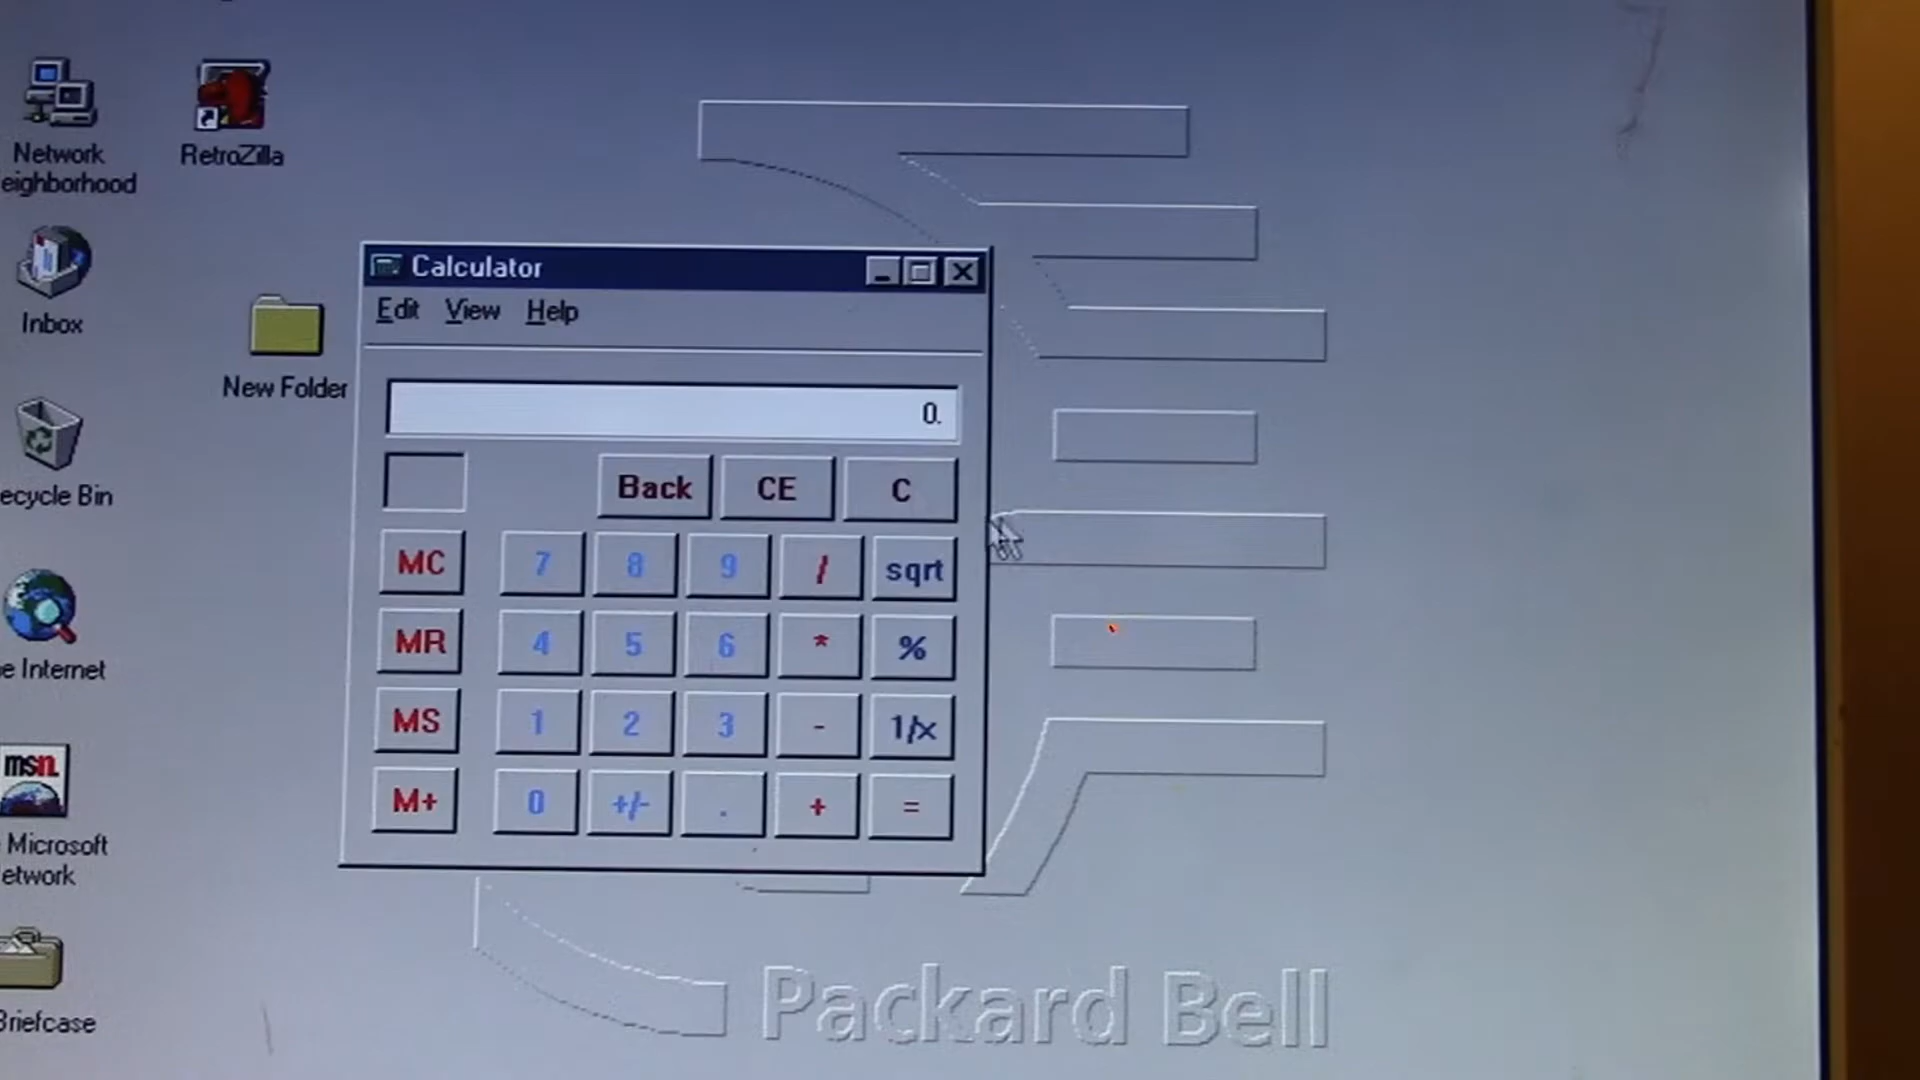 Network
eighborhood
RetroZilla
Inbox
New Folder
ecycle Bin
e Internet
msn
Microsoft
etwork
Briefcase
Calculator
Edit View Help
0.
Back CE C
MC 7 8 9 / sqrt
MR 4 5 6 * %
MS 1 2 3 - 1/x
M+ 0 +/- . + =
Packard Bell